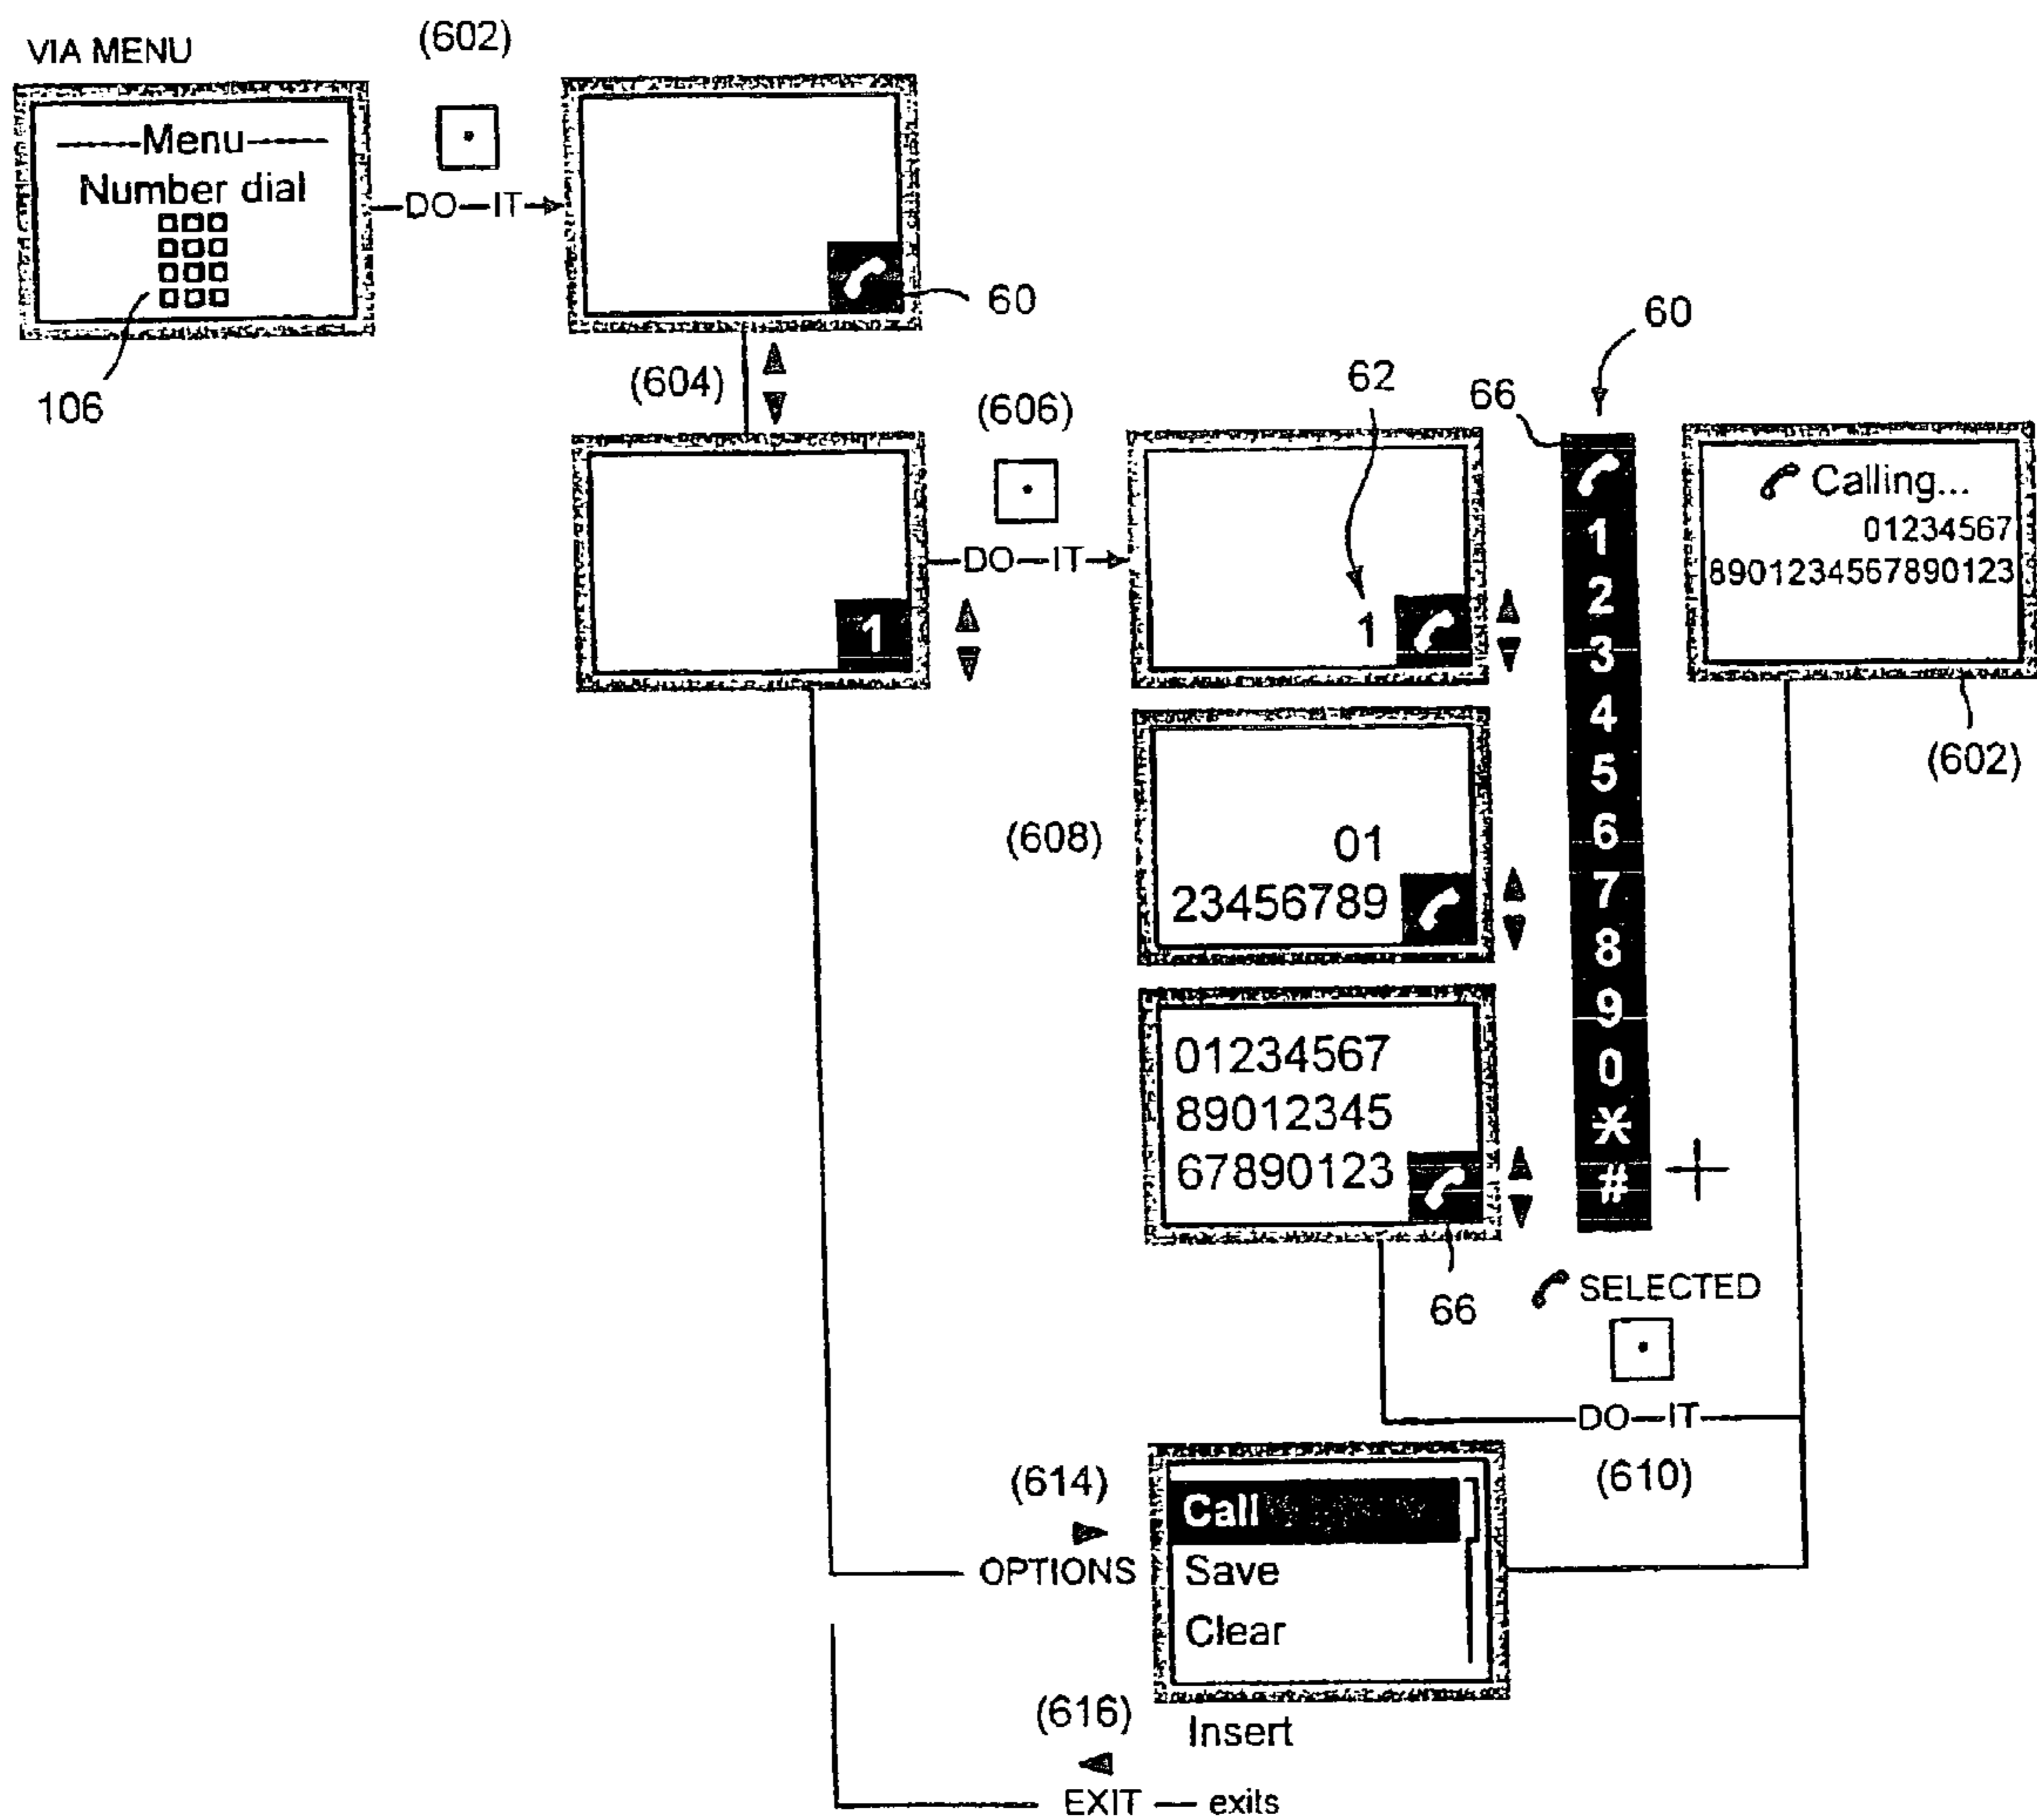 VIA MENU
(602)
Menu
Number dial
DO—IT
60
106
(604)
(606)
62
66
60
1
DO—IT
1
1
2
3
4
5
6
7
8
9
0
*
#
Calling...
01234567
8901234567890123
(602)
(608)
01
23456789
01234567
89012345
67890123
66
SELECTED
DO—IT
(610)
(614)
OPTIONS
Call
Save
Clear
Insert
(616)
EXIT — exits